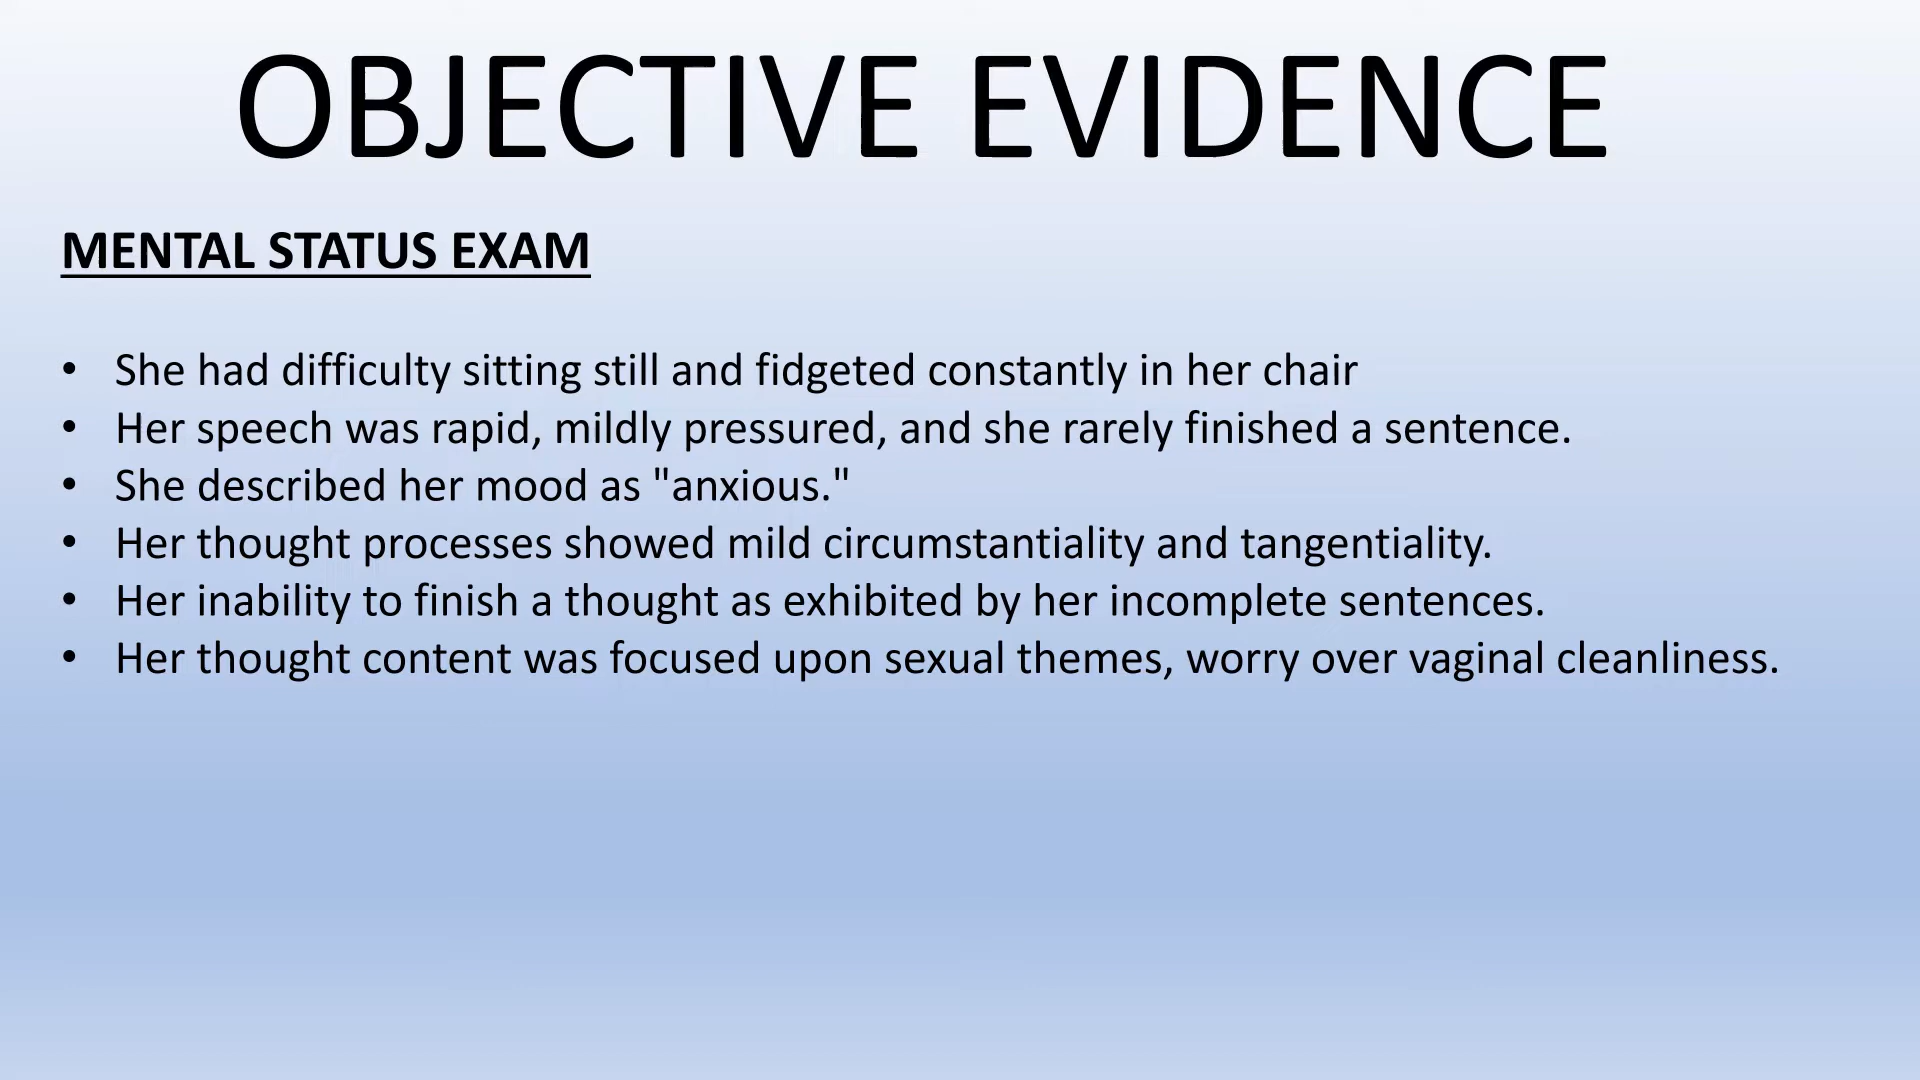 OBJECTIVE EVIDENCE
MENTAL STATUS EXAM
• She had difficulty sitting still and fidgeted constantly in her chair
• Her speech was rapid, mildly pressured, and she rarely finished a sentence.
• She described her mood as "anxious."
• Her thought processes showed mild circumstantiality and tangentiality.
• Her inability to finish a thought as exhibited by her incomplete sentences.
• Her thought content was focused upon sexual themes, worry over vaginal cleanliness.